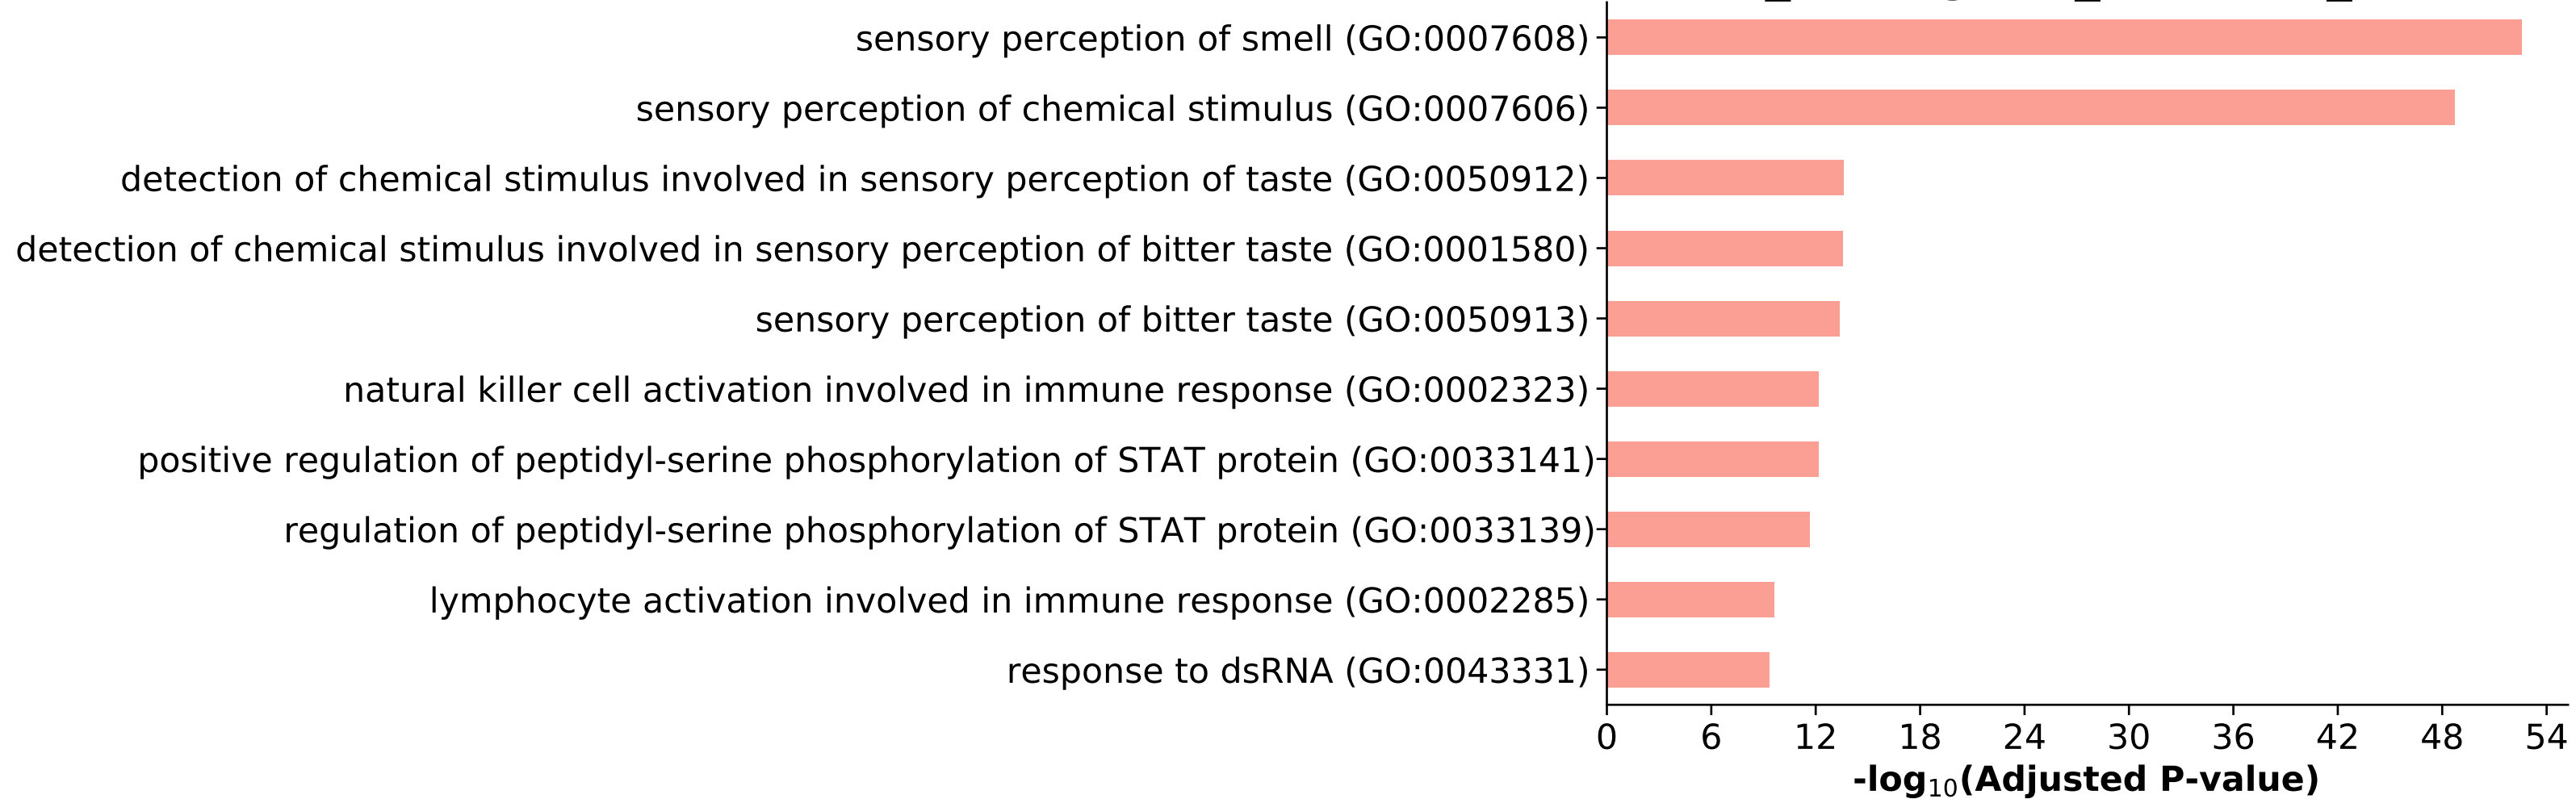 sensory perception of smell (GO:0007608)
sensory perception of chemical stimulus (GO:0007606)
detection of chemical stimulus involved in sensory perception of taste (GO:0050912)
detection of chemical stimulus involved in sensory perception of bitter taste (GO:0001580)
sensory perception of bitter taste (GO:0050913)
natural killer cell activation involved in immune response (GO:0002323)
positive regulation of peptidyl-serine phosphorylation of STAT protein (GO:0033141)
regulation of peptidyl-serine phosphorylation of STAT protein (GO:0033139)
lymphocyte activation involved in immune response (GO:0002285)
response to dsRNA (GO:0043331)
0 6 12 18 24 30 36 42 48 54
-log₁₀(Adjusted P-value)